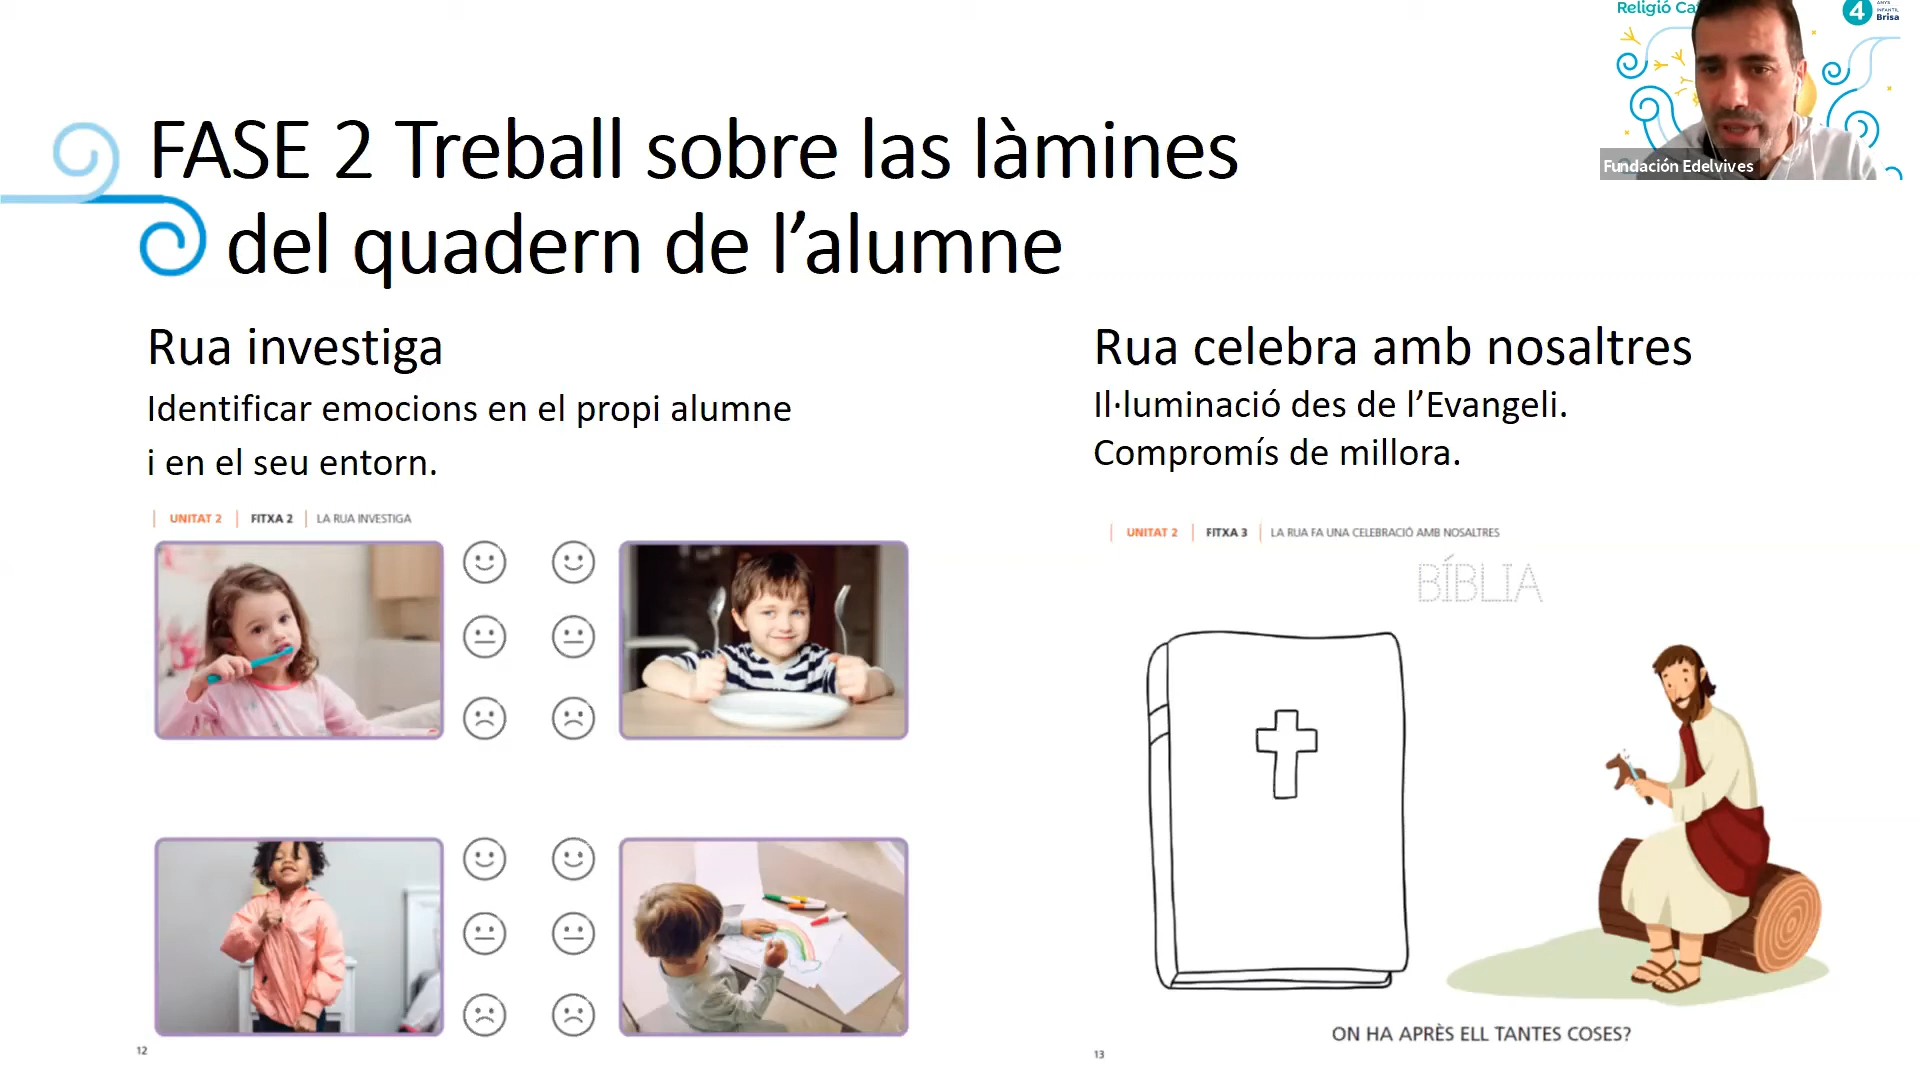 Religió Ca
4
ANYS
INFANTIL
Brisa
Fundación Edelvives
FASE 2 Treball sobre las làmines
del quadern de l’alumne
Rua investiga
Identificar emocions en el propi alumne
i en el seu entorn.
UNITAT 2 | FITXA 2 | LA RUA INVESTIGA
12
Rua celebra amb nosaltres
Il·luminació des de l’Evangeli.
Compromís de millora.
UNITAT 2 | FITXA 3 | LA RUA FA UNA CELEBRACIÓ AMB NOSALTRES
BÍBLIA
ON HA APRÈS ELL TANTES COSES?
13